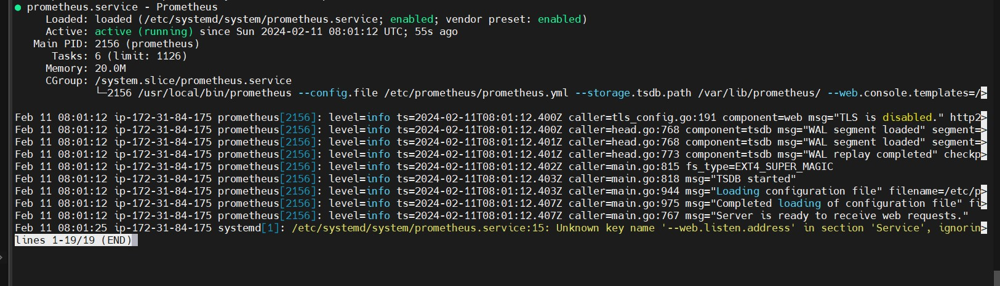 ● prometheus.service - Prometheus
Loaded: loaded (/etc/systemd/system/prometheus.service; enabled; vendor preset: enabled)
Active: active (running) since Sun 2024-02-11 08:01:12 UTC; 55s ago
Main PID: 2156 (prometheus)
Tasks: 6 (limit: 1126)
Memory: 20.0M
CGroup: /system.slice/prometheus.service
└─2156 /usr/local/bin/prometheus --config.file /etc/prometheus/prometheus.yml --storage.tsdb.path /var/lib/prometheus/ --web.console.templates=/>
Feb 11 08:01:12 ip-172-31-84-175 prometheus[2156]: level=info ts=2024-02-11T08:01:12.400Z caller=tls_config.go:191 component=web msg="TLS is disabled." http2>
Feb 11 08:01:12 ip-172-31-84-175 prometheus[2156]: level=info ts=2024-02-11T08:01:12.400Z caller=head.go:768 component=tsdb msg="WAL segment loaded" segment=>
Feb 11 08:01:12 ip-172-31-84-175 prometheus[2156]: level=info ts=2024-02-11T08:01:12.401Z caller=head.go:768 component=tsdb msg="WAL segment loaded" segment=>
Feb 11 08:01:12 ip-172-31-84-175 prometheus[2156]: level=info ts=2024-02-11T08:01:12.401Z caller=head.go:773 component=tsdb msg="WAL replay completed" checkp>
Feb 11 08:01:12 ip-172-31-84-175 prometheus[2156]: level=info ts=2024-02-11T08:01:12.402Z caller=main.go:815 fs_type=EXT4_SUPER_MAGIC
Feb 11 08:01:12 ip-172-31-84-175 prometheus[2156]: level=info ts=2024-02-11T08:01:12.403Z caller=main.go:818 msg="TSDB started"
Feb 11 08:01:12 ip-172-31-84-175 prometheus[2156]: level=info ts=2024-02-11T08:01:12.403Z caller=main.go:944 msg="Loading configuration file" filename=/etc/p>
Feb 11 08:01:12 ip-172-31-84-175 prometheus[2156]: level=info ts=2024-02-11T08:01:12.407Z caller=main.go:975 msg="Completed loading of configuration file" fi>
Feb 11 08:01:12 ip-172-31-84-175 prometheus[2156]: level=info ts=2024-02-11T08:01:12.407Z caller=main.go:767 msg="Server is ready to receive web requests."
Feb 11 08:01:25 ip-172-31-84-175 systemd[1]: /etc/systemd/system/prometheus.service:15: Unknown key name '--web.listen.address' in section 'Service', ignorin>
lines 1-19/19 (END)